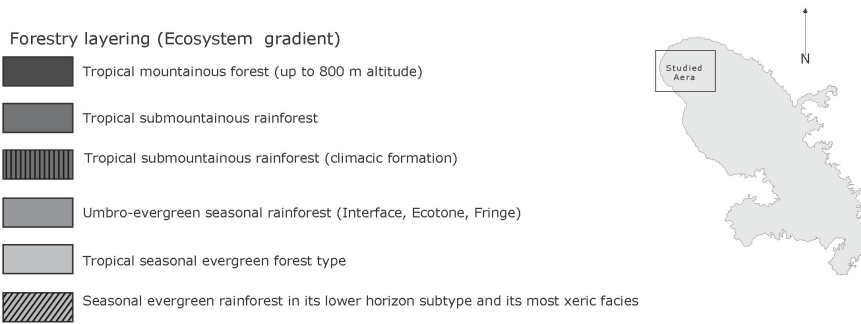 Forestry layering (Ecosystem gradient)
Tropical mountainous forest (up to 800 m altitude)
Tropical submountainous rainforest
Tropical submountainous rainforest (climacic formation)
Umbro-evergreen seasonal rainforest (Interface, Ecotone, Fringe)
Tropical seasonal evergreen forest type
Seasonal evergreen rainforest in its lower horizon subtype and its most xeric facies
N
Studied
Aera